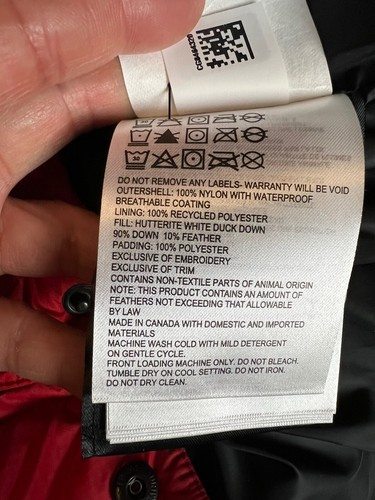 DO NOT REMOVE ANY LABELS- WARRANTY WILL BE VOID
OUTERSHELL: 100% NYLON WITH WATERPROOF
BREATHABLE COATING
LINING: 100% RECYCLED POLYESTER
FILL: HUTTERITE WHITE DUCK DOWN
90% DOWN 10% FEATHER
PADDING: 100% POLYESTER
EXCLUSIVE OF EMBROIDERY
EXCLUSIVE OF TRIM
CONTAINS NON-TEXTILE PARTS OF ANIMAL ORIGIN
NOTE: THIS PRODUCT CONTAINS AN AMOUNT OF
FEATHERS NOT EXCEEDING THAT ALLOWABLE
BY LAW
MADE IN CANADA WITH DOMESTIC AND IMPORTED
MATERIALS
MACHINE WASH COLD WITH MILD DETERGENT
ON GENTLE CYCLE.
FRONT LOADING MACHINE ONLY. DO NOT BLEACH.
TUMBLE DRY ON COOL SETTING. DO NOT IRON.
DO NOT DRY CLEAN.